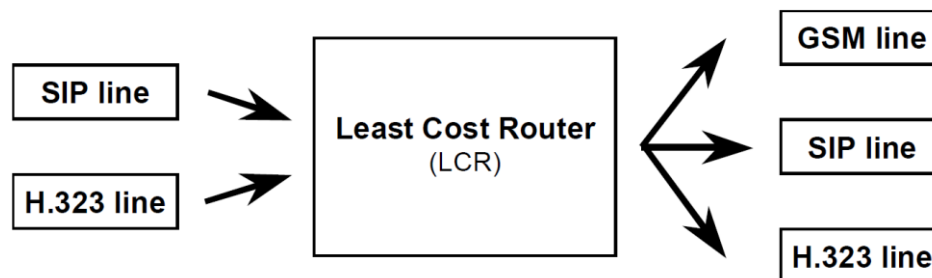 SIP line
H.323 line
Least Cost Router
(LCR)
GSM line
SIP line
H.323 line